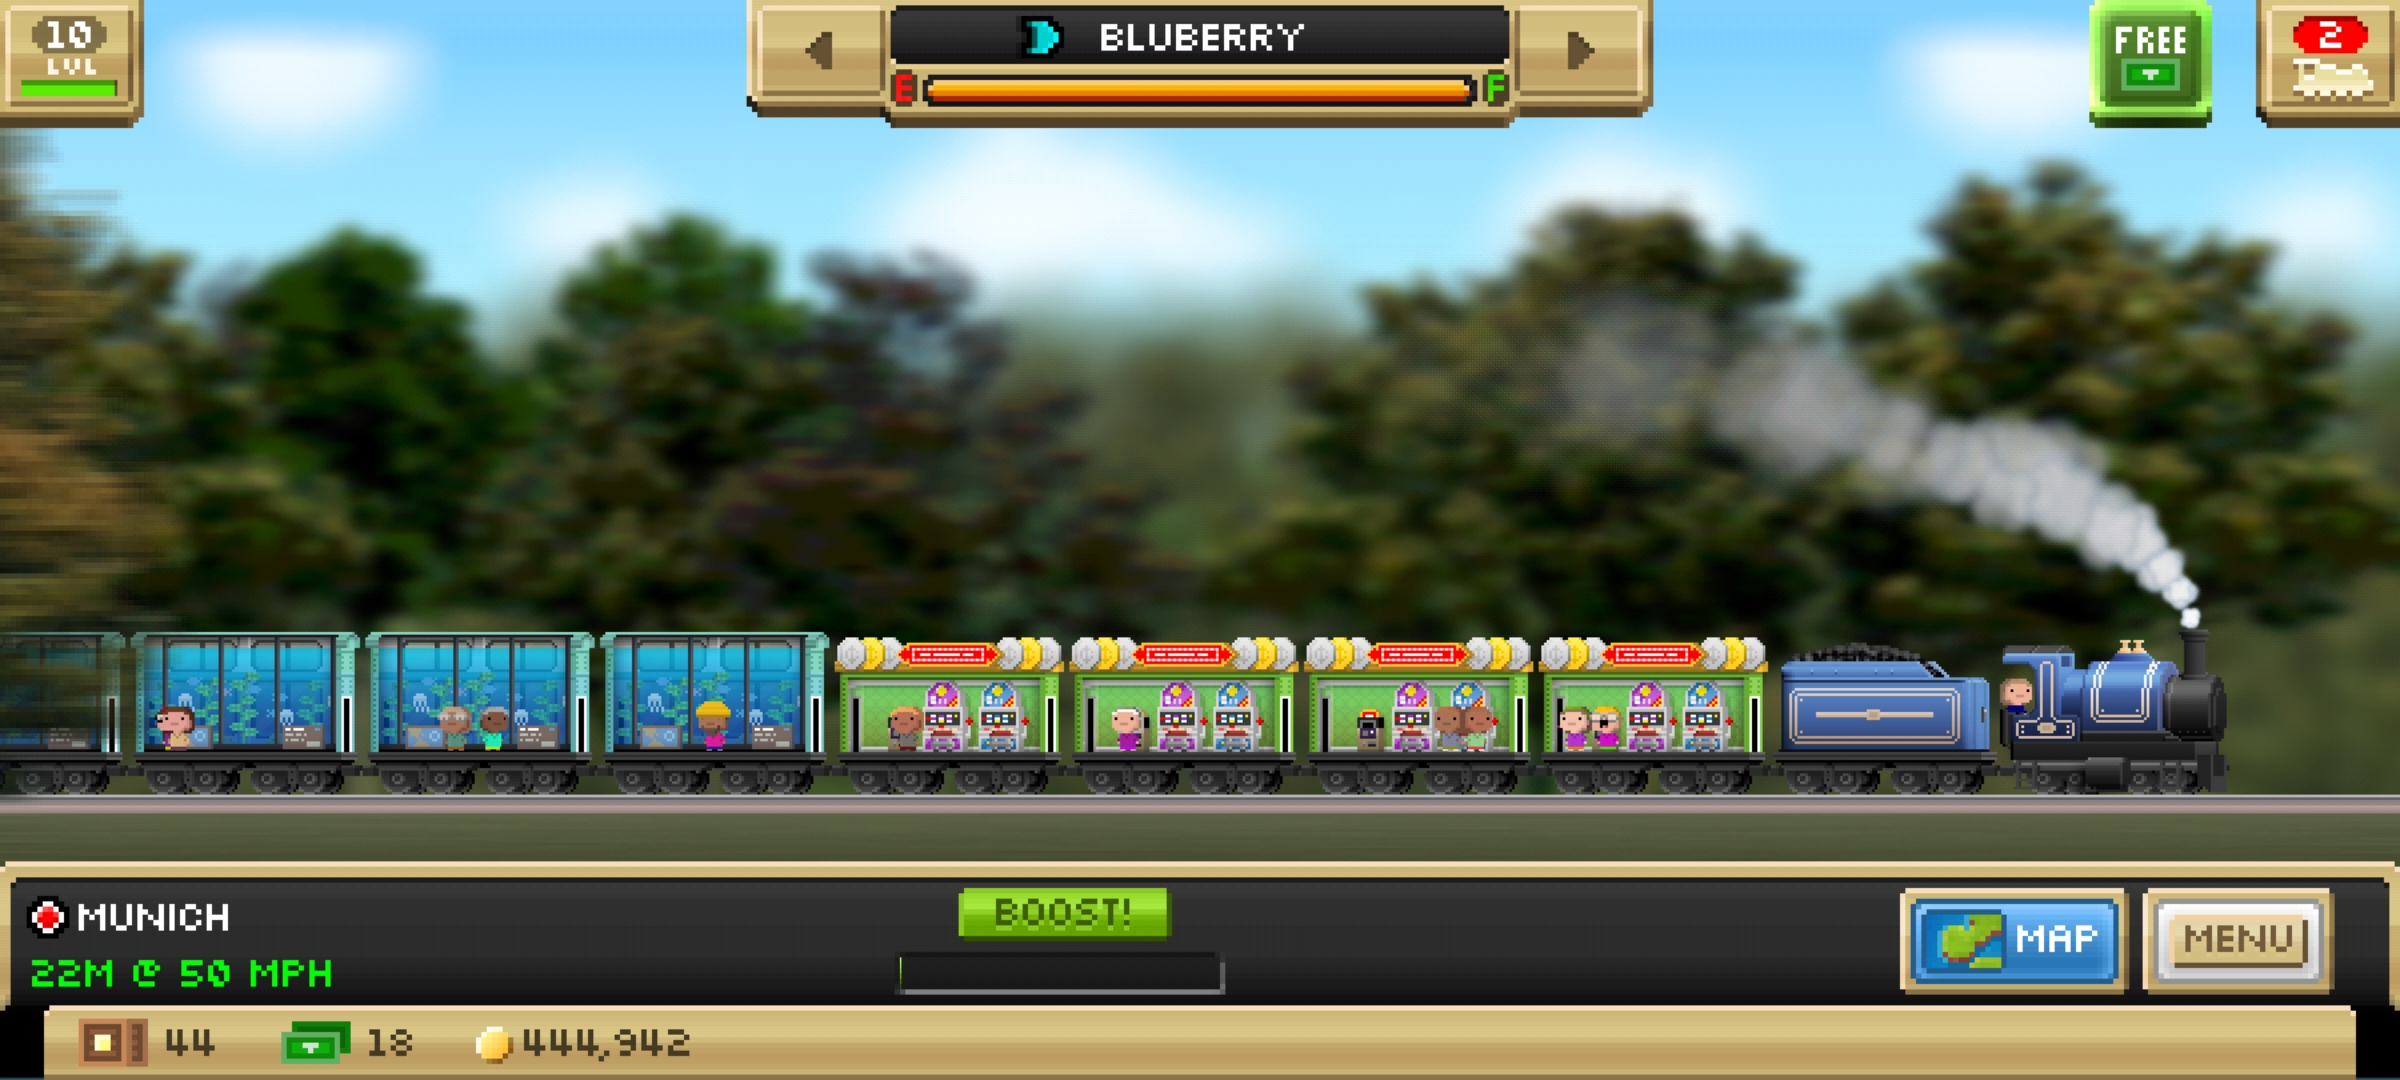 10
LVL
BLUBERRY
E F
FREE
2
MUNICH
22M @ 50 MPH
BOOST!
MAP
MENU
44
18
444,942